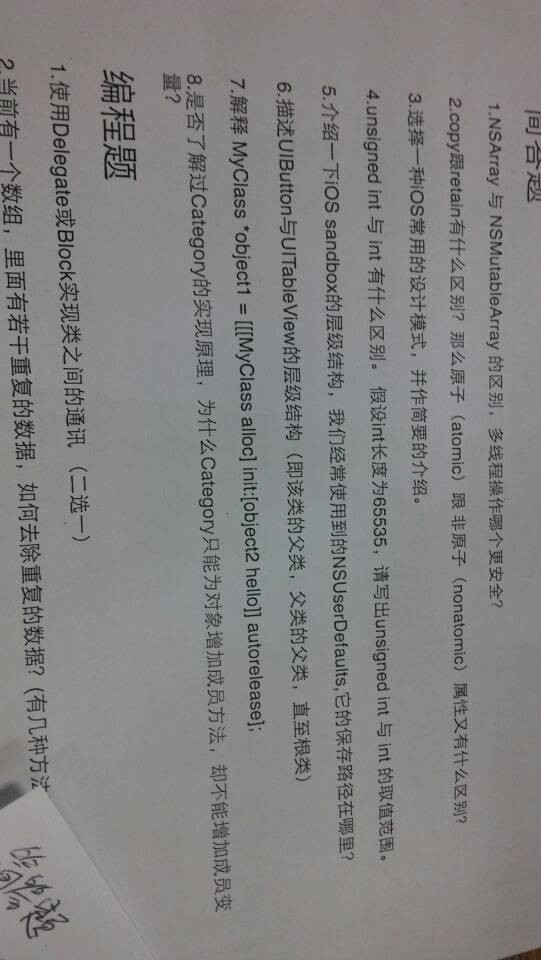 简答题
1.NSArray 与 NSMutableArray 的区别，多线程操作哪个更安全？
2.copy跟retain有什么区别？那么原子（atomic）跟 非原子（nonatomic）属性又有什么区别？
3.选择一种iOS常用的设计模式，并作简要的介绍。
4.unsigned int 与 int 有什么区别。 假设int长度为65535，请写出unsigned int 与 int 的取值范围。
5.介绍一下iOS sandbox的层级结构，我们经常使用到的NSUserDefaults,它的保存路径在哪里？
6.描述UIButton与UITableView的层级结构（即该类的父类，父类的父类，直至根类）
7.解释 MyClass *object1 = [[[MyClass alloc] init:[object2 hello]] autorelease];
8.是否了解过Category的实现原理，为什么Category只能为对象增加成员方法，却不能增加成员变
量？
编程题
1.使用Delegate或Block实现类之间的通讯 （二选一）
2.当前有一个数组，里面有若干重复的数据，如何去除重复的数据？(有几种方法